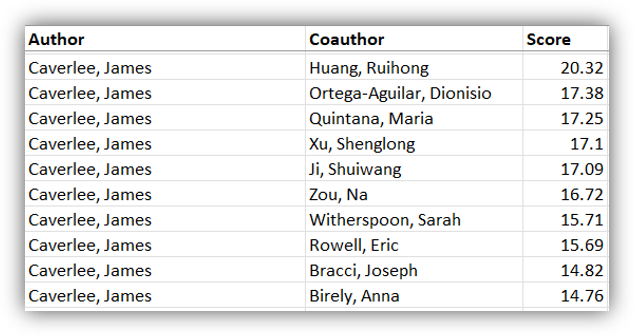 Author Coauthor Score
Caverlee, James Huang, Ruihong 20.32
Caverlee, James Ortega-Aguilar, Dionisio 17.38
Caverlee, James Quintana, Maria 17.25
Caverlee, James Xu, Shenglong 17.1
Caverlee, James Ji, Shuiwang 17.09
Caverlee, James Zou, Na 16.72
Caverlee, James Witherspoon, Sarah 15.71
Caverlee, James Rowell, Eric 15.69
Caverlee, James Bracci, Joseph 14.82
Caverlee, James Birely, Anna 14.76